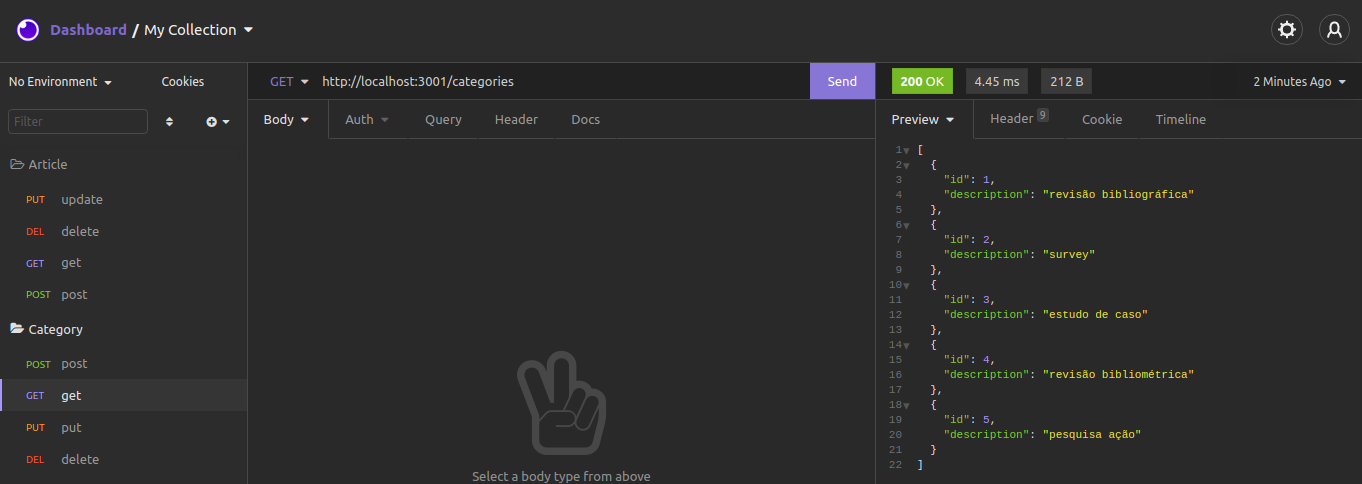 Dashboard / My Collection
No Environment Cookies
Filter
Article
PUT update
DEL delete
GET get
POST post
Category
POST post
GET get
PUT put
DEL delete
GET http://localhost:3001/categories Send
Body Auth Query Header Docs
Select a body type from above
200 OK 4.45 ms 212 B 2 Minutes Ago
Preview Header 9 Cookie Timeline
1 [
2 {
3 "id": 1,
4 "description": "revisão bibliográfica"
5 },
6 {
7 "id": 2,
8 "description": "survey"
9 },
10 {
11 "id": 3,
12 "description": "estudo de caso"
13 },
14 {
15 "id": 4,
16 "description": "revisão bibliométrica"
17 },
18 {
19 "id": 5,
20 "description": "pesquisa ação"
21 }
22 ]